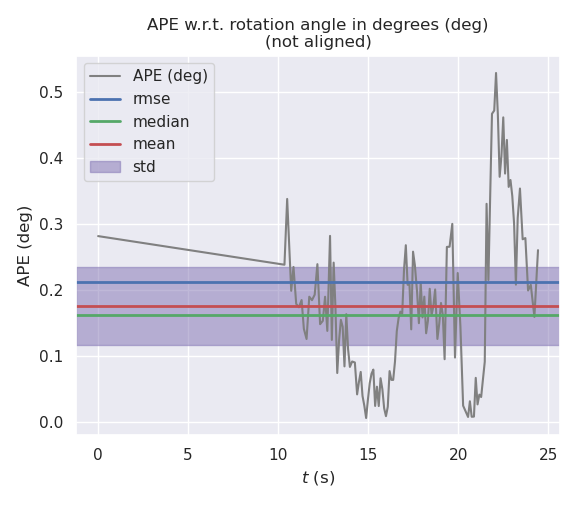 APE w.r.t. rotation angle in degrees (deg)
(not aligned)
APE (deg)
rmse
median
mean
std
APE (deg)
0.5
0.4
0.3
0.2
0.1
0.0
0 5 10 15 20 25
t (s)